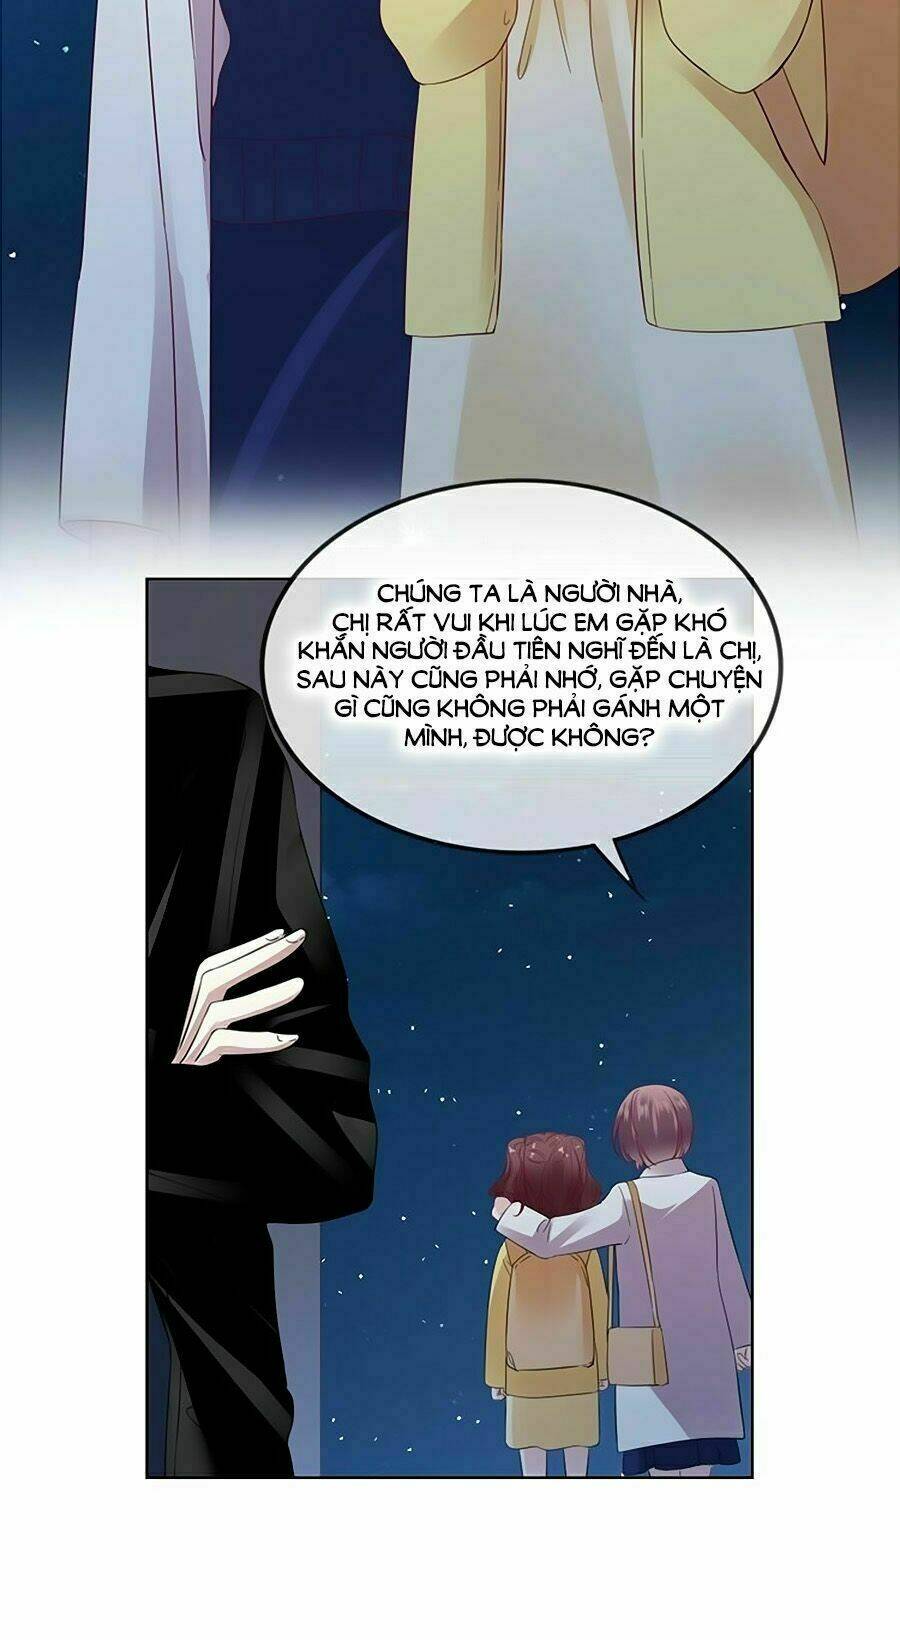 CHÚNG TA LÀ NGƯỜI NHÀ,
CHỊ RẤT VUI KHI LÚC EM GẶP KHÓ
KHĂN NGƯỜI ĐẦU TIÊN NGHĨ ĐẾN LÀ CHỊ,
SAU NÀY CŨNG PHẢI NHỚ, GẶP CHUYỆN
GÌ CŨNG KHÔNG PHẢI GÁNH MỘT
MÌNH, ĐƯỢC KHÔNG?